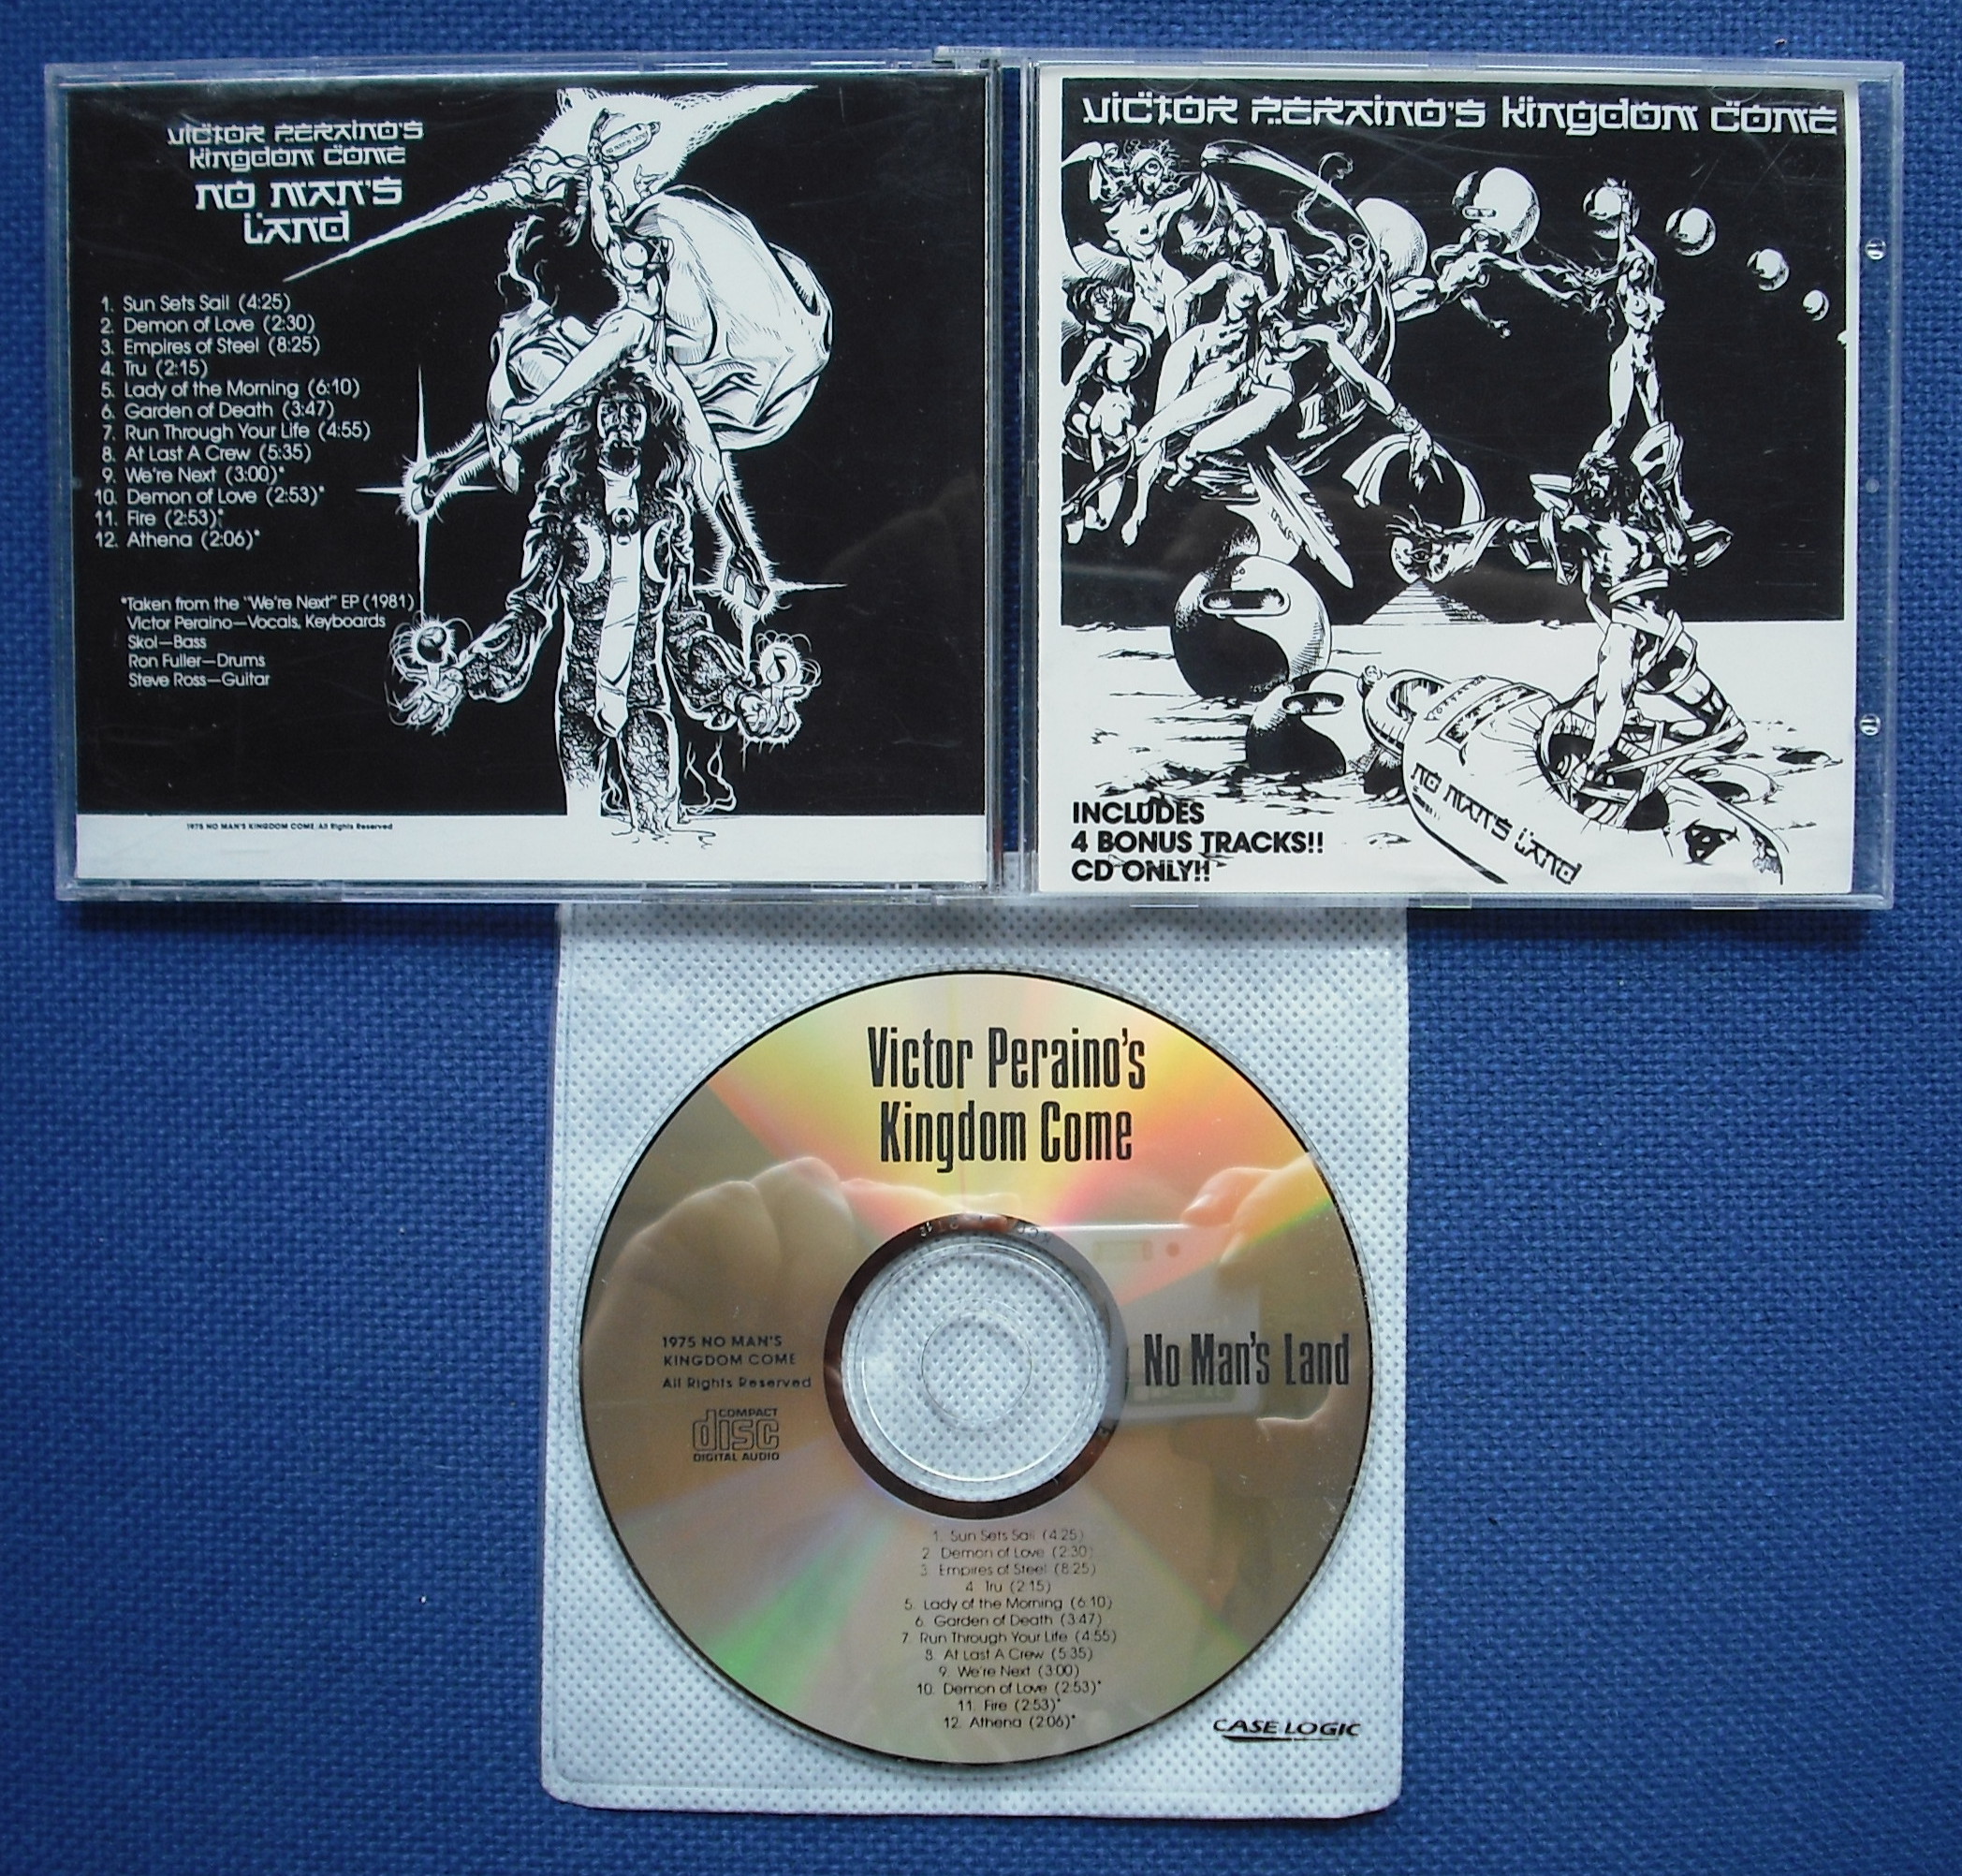 VICTOR PERAINO'S
KINGDOM COME
NO MAN'S
LAND
NO MAN'S LAND
1. Sun Sets Sail (4:25)
2. Demon of Love (2:30)
3. Empires of Steel (8:25)
4. Tru (2:15)
5. Lady of the Morning (6:10)
6. Garden of Death (3:47)
7. Run Through Your Life (4:55)
8. At Last A Crew (5:35)
9. We're Next (3:00)*
10. Demon of Love (2:53)*
11. Fire (2:53)*
12. Athena (2:06)*
*Taken from the "We're Next" EP (1981)
Victor Peraino—Vocals, Keyboards
Skol—Bass
Ron Fuller—Drums
Steve Ross—Guitar
1975 NO MAN'S KINGDOM COME/All Rights Reserved
VICTOR PERAINO'S KINGDOM COME
NO MAN'S LAND
INCLUDES
4 BONUS TRACKS!!
CD ONLY!!
Victor Peraino's
Kingdom Come
1975 NO MAN'S
KINGDOM COME
All Rights Reserved
COMPACT
disc
DIGITAL AUDIO
No Man's Land
1. Sun Sets Sail (4:25)
2. Demon of Love (2:30)
3. Empires of Steel (8:25)
4. Tru (2:15)
5. Lady of the Morning (6:10)
6. Garden of Death (3:47)
7. Run Through Your Life (4:55)
8. At Last A Crew (5:35)
9. We're Next (3:00)
10. Demon of Love (2:53)*
11. Fire (2:53)*
12. Athena (2:06)*
CASE LOGIC